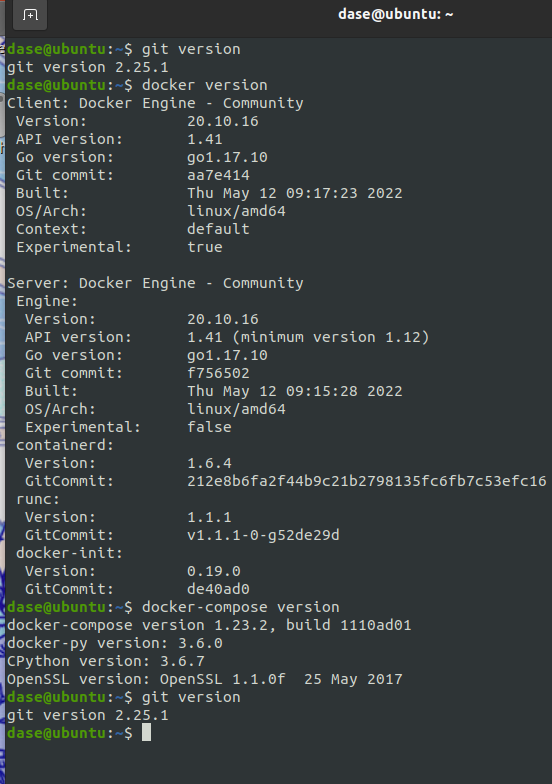 dase@ubuntu: ~
dase@ubuntu:~$ git version
git version 2.25.1
dase@ubuntu:~$ docker version
Client: Docker Engine - Community
 Version:           20.10.16
 API version:       1.41
 Go version:        go1.17.10
 Git commit:        aa7e414
 Built:             Thu May 12 09:17:23 2022
 OS/Arch:           linux/amd64
 Context:           default
 Experimental:      true

Server: Docker Engine - Community
 Engine:
  Version:          20.10.16
  API version:      1.41 (minimum version 1.12)
  Go version:       go1.17.10
  Git commit:       f756502
  Built:            Thu May 12 09:15:28 2022
  OS/Arch:          linux/amd64
  Experimental:     false
 containerd:
  Version:          1.6.4
  GitCommit:        212e8b6fa2f44b9c21b2798135fc6fb7c53efc16
 runc:
  Version:          1.1.1
  GitCommit:        v1.1.1-0-g52de29d
 docker-init:
  Version:          0.19.0
  GitCommit:        de40ad0
dase@ubuntu:~$ docker-compose version
docker-compose version 1.23.2, build 1110ad01
docker-py version: 3.6.0
CPython version: 3.6.7
OpenSSL version: OpenSSL 1.1.0f  25 May 2017
dase@ubuntu:~$ git version
git version 2.25.1
dase@ubuntu:~$